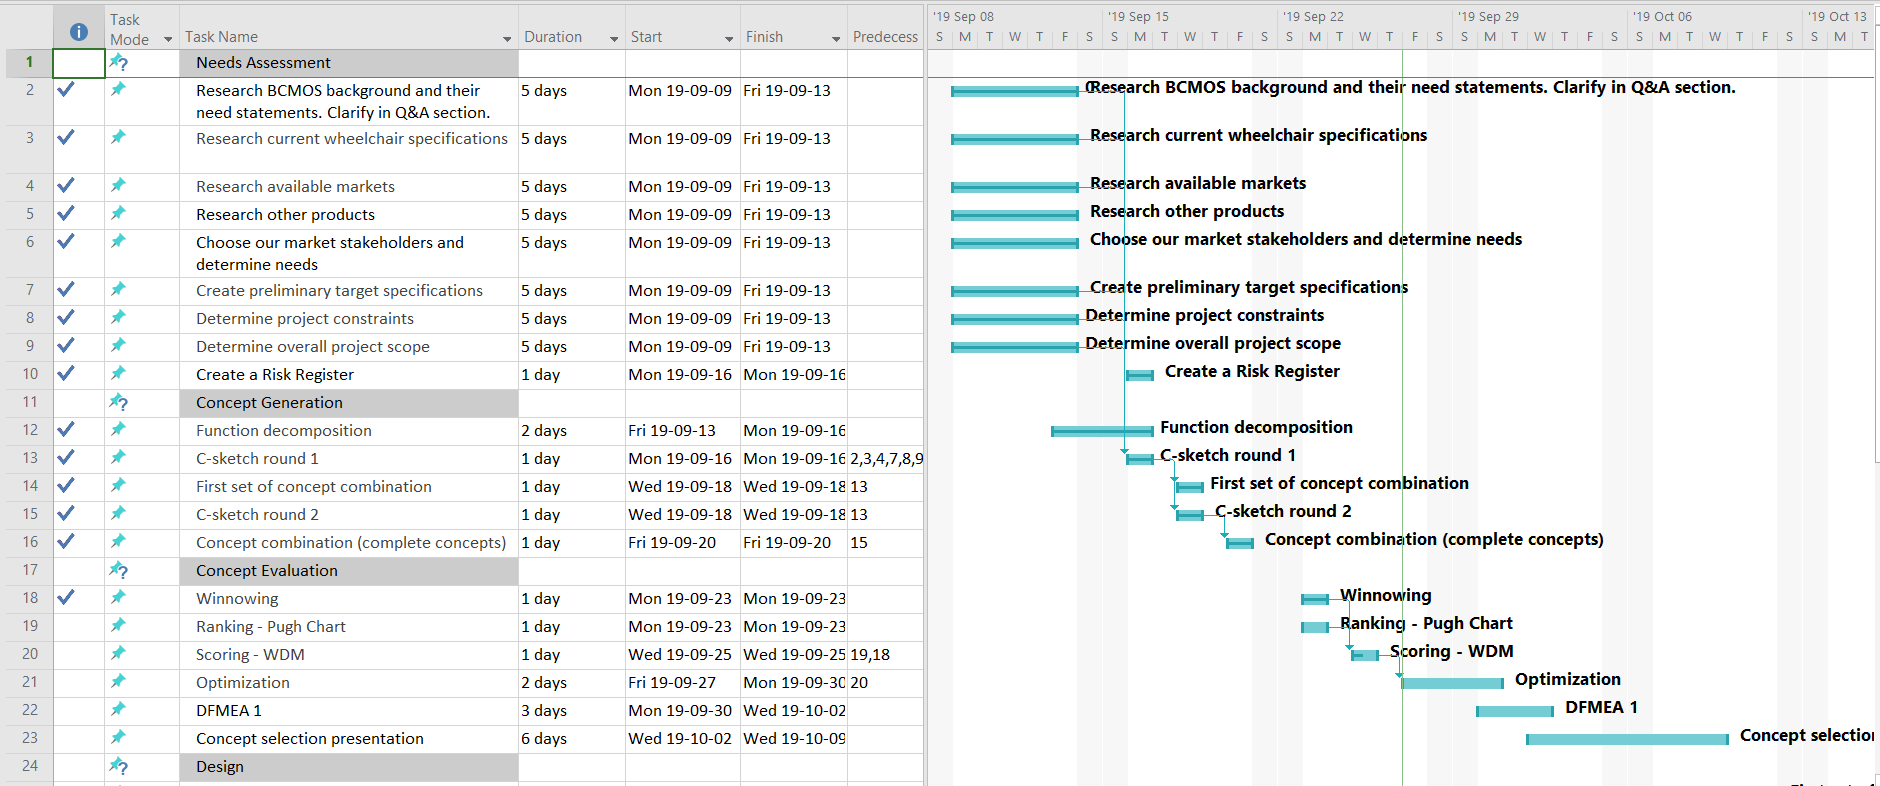 Task Mode Task Name Duration Start Finish Predecess
'19 Sep 08 '19 Sep 15 '19 Sep 22 '19 Sep 29 '19 Oct 06 '19 Oct 13
S M T W T F S S M T W T F S S M T W T F S S M T W T F S S M T W T F S S M T
1 Needs Assessment
2 Research BCMOS background and their need statements. Clarify in Q&A section. 5 days Mon 19-09-09 Fri 19-09-13
3 Research current wheelchair specifications 5 days Mon 19-09-09 Fri 19-09-13
4 Research available markets 5 days Mon 19-09-09 Fri 19-09-13
5 Research other products 5 days Mon 19-09-09 Fri 19-09-13
6 Choose our market stakeholders and determine needs 5 days Mon 19-09-09 Fri 19-09-13
7 Create preliminary target specifications 5 days Mon 19-09-09 Fri 19-09-13
8 Determine project constraints 5 days Mon 19-09-09 Fri 19-09-13
9 Determine overall project scope 5 days Mon 19-09-09 Fri 19-09-13
10 Create a Risk Register 1 day Mon 19-09-16 Mon 19-09-16
11 Concept Generation
12 Function decomposition 2 days Fri 19-09-13 Mon 19-09-16
13 C-sketch round 1 1 day Mon 19-09-16 Mon 19-09-16 2,3,4,7,8,9
14 First set of concept combination 1 day Wed 19-09-18 Wed 19-09-18 13
15 C-sketch round 2 1 day Wed 19-09-18 Wed 19-09-18 13
16 Concept combination (complete concepts) 1 day Fri 19-09-20 Fri 19-09-20 15
17 Concept Evaluation
18 Winnowing 1 day Mon 19-09-23 Mon 19-09-23
19 Ranking - Pugh Chart 1 day Mon 19-09-23 Mon 19-09-23
20 Scoring - WDM 1 day Wed 19-09-25 Wed 19-09-25 19,18
21 Optimization 2 days Fri 19-09-27 Mon 19-09-30 20
22 DFMEA 1 3 days Mon 19-09-30 Wed 19-10-02
23 Concept selection presentation 6 days Wed 19-10-02 Wed 19-10-09
24 Design
Research BCMOS background and their need statements. Clarify in Q&A section.
Research current wheelchair specifications
Research available markets
Research other products
Choose our market stakeholders and determine needs
Create preliminary target specifications
Determine project constraints
Determine overall project scope
Create a Risk Register
Function decomposition
C-sketch round 1
First set of concept combination
C-sketch round 2
Concept combination (complete concepts)
Winnowing
Ranking - Pugh Chart
Scoring - WDM
Optimization
DFMEA 1
Concept selection